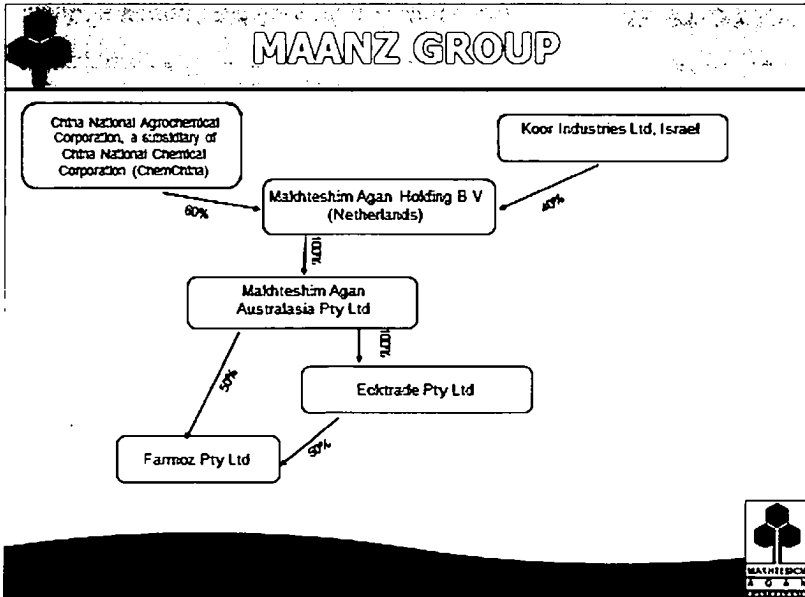 MAANZ GROUP
China National Agrochemical
Corporation, a subsidiary of
China National Chemical
Corporation (ChemChina)
Koor Industries Ltd, Israel
60%
Makhteshim Agan Holding B V
(Netherlands)
40%
100%
Makhteshim Agan
Australasia Pty Ltd
100%
50%
Ecktrade Pty Ltd
50%
Farmoz Pty Ltd
MAKHTESHIM
AGAN